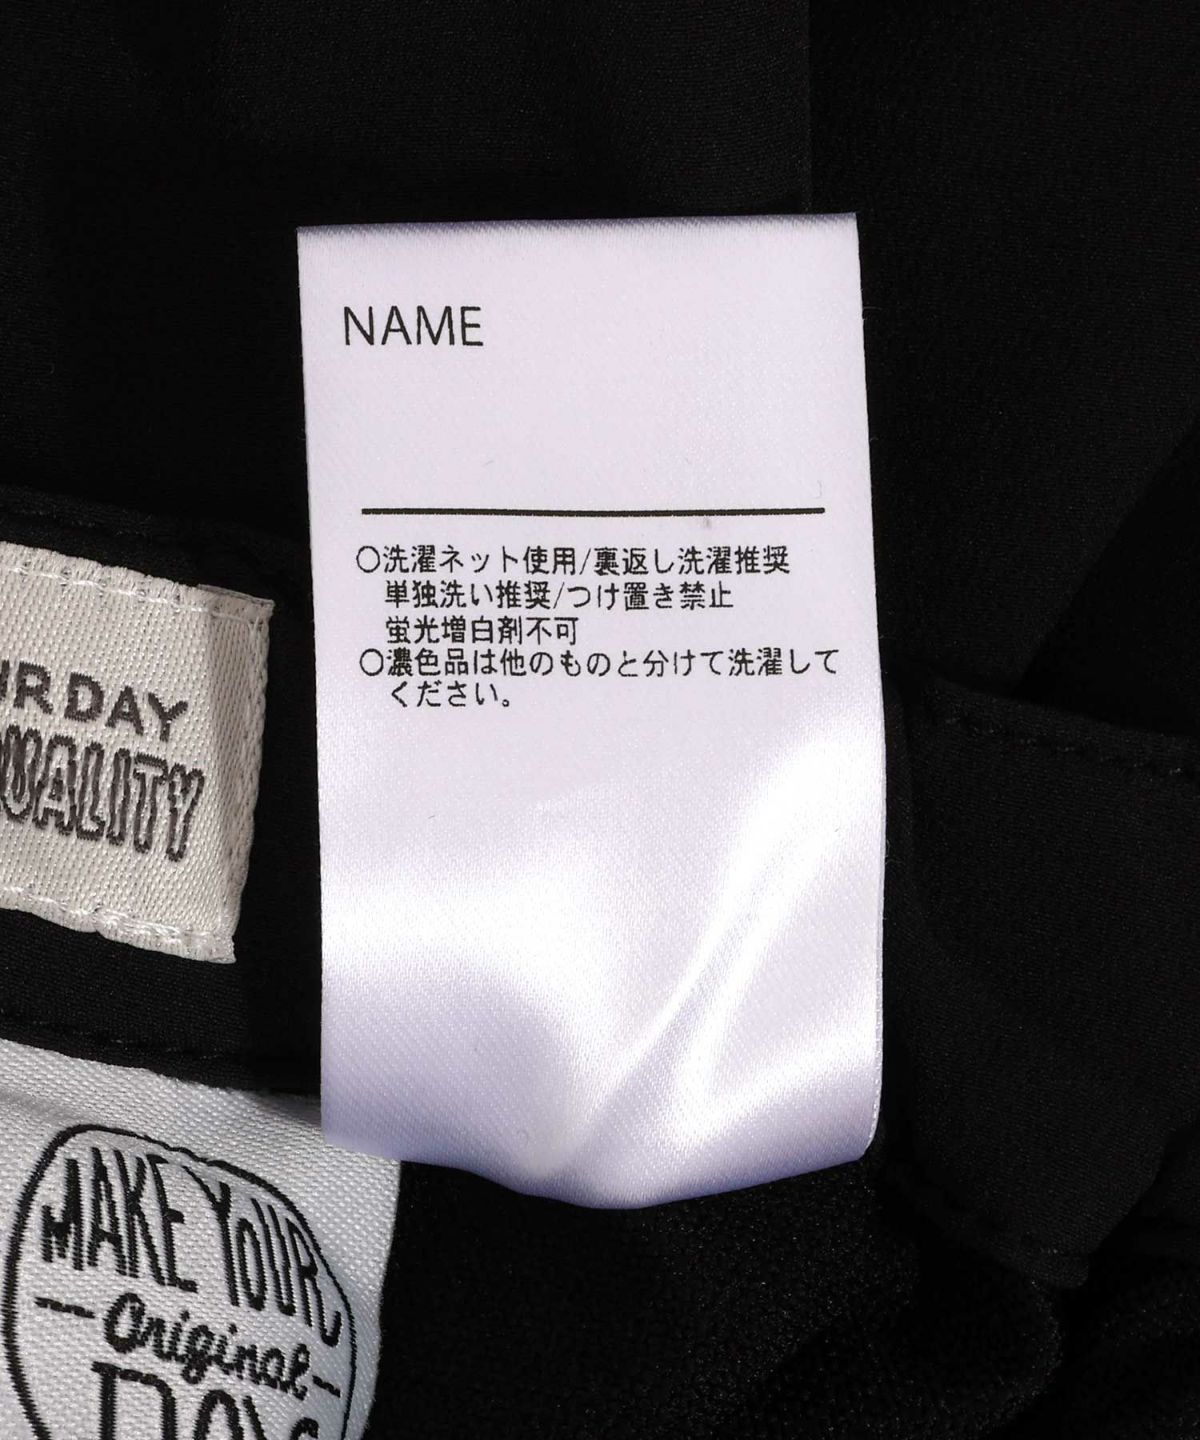 NAME
○洗濯ネット使用/裏返し洗濯推奨
単独洗い推奨/つけ置き禁止
蛍光増白剤不可
○濃色品は他のものと分けて洗濯して
ください。
URDAY
UALITY
MAKE YOUR
Original